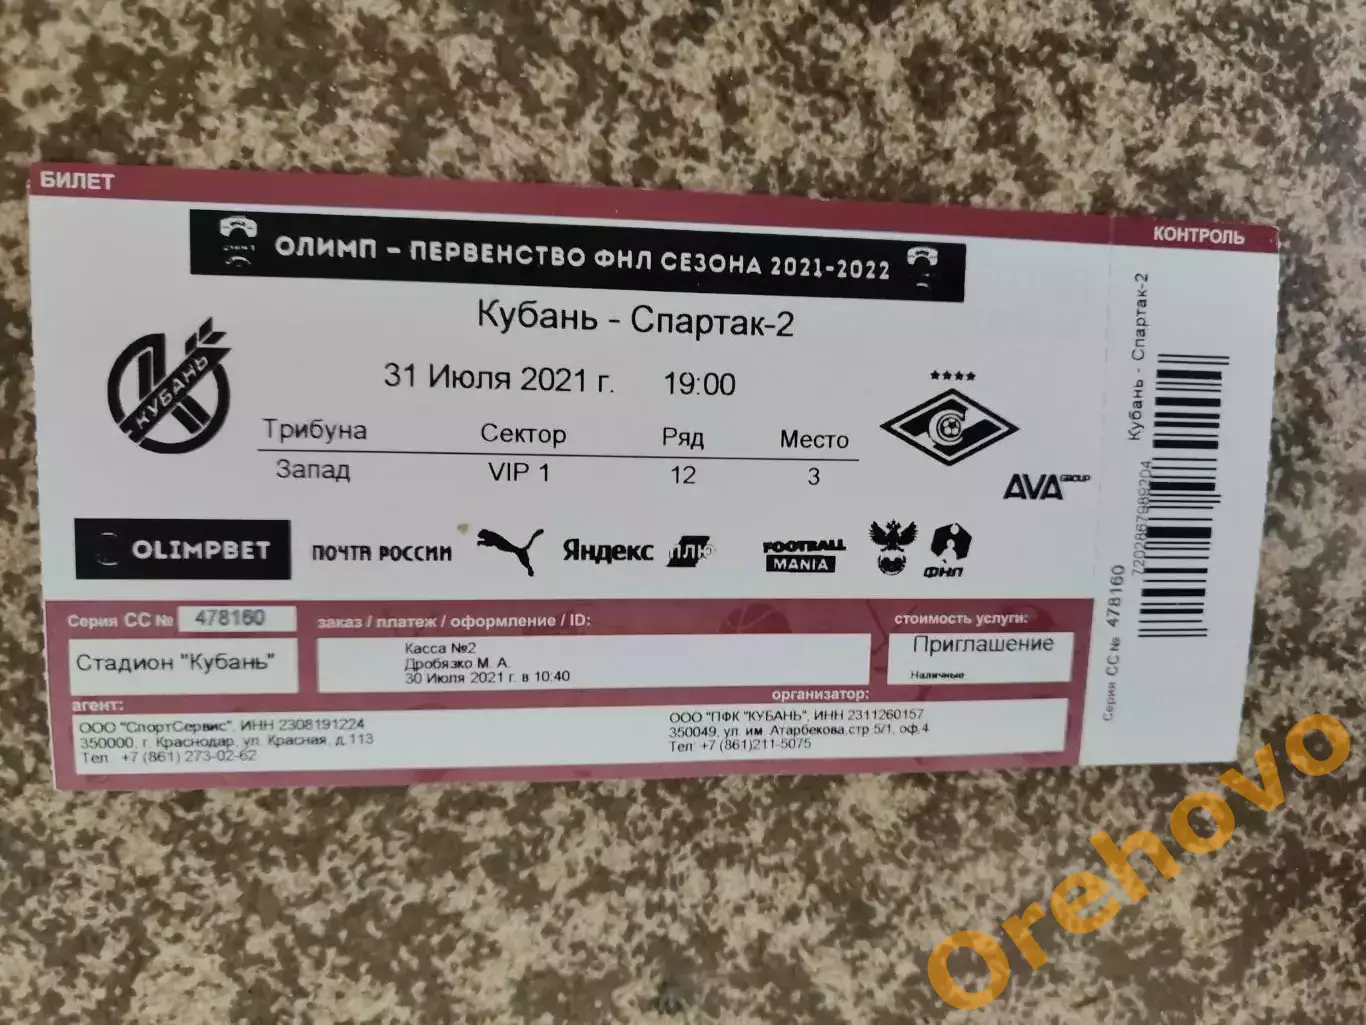 БИЛЕТ
КОНТРОЛЬ
ОЛИМП – ПЕРВЕНСТВО ФНЛ СЕЗОНА 2021-2022
Кубань - Спартак-2
31 Июля 2021 г. 19:00
КУБАНЬ
Трибуна Сектор Ряд Место
Запад VIP 1 12 3
AVA GROUP
OLIMPBET ПОЧТА РОССИИ Яндекс ПЛЮС FOOTBALL MANIA ФНЛ
Серия СС № 478160
Стадион "Кубань"
заказ / платеж / оформление / ID:
Касса №2
Дробязко М. А.
30 Июля 2021 г. в 10:40
стоимость услуги:
Приглашение
Наличные
агент:
ООО "СпортСервис", ИНН 2308191224
350000, г. Краснодар, ул. Красная, д.113
Тел.: +7 (861) 273-02-62
организатор:
ООО "ПФК "КУБАНЬ", ИНН 2311260157
350049, ул. им. Атарбекова,стр 5/1, оф.4
Тел: +7 (861)211-5075
Кубань - Спартак-2
7202867989204
Серия СС № 478160
Orehovo